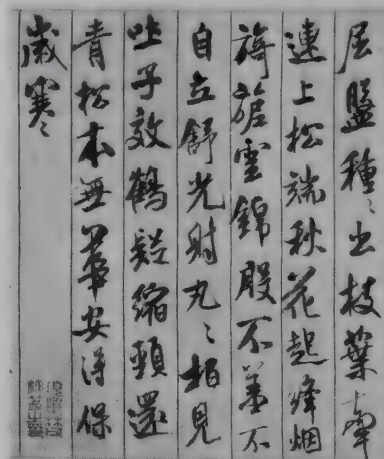 屈盤種〻出枝葉牽
連上松端秋花起絳烟
旖旎雲錦殷不羞不
自立舒光射丸〻柏見
吐子效鶴疑縮頸還
青松本無華安得保
歲寒